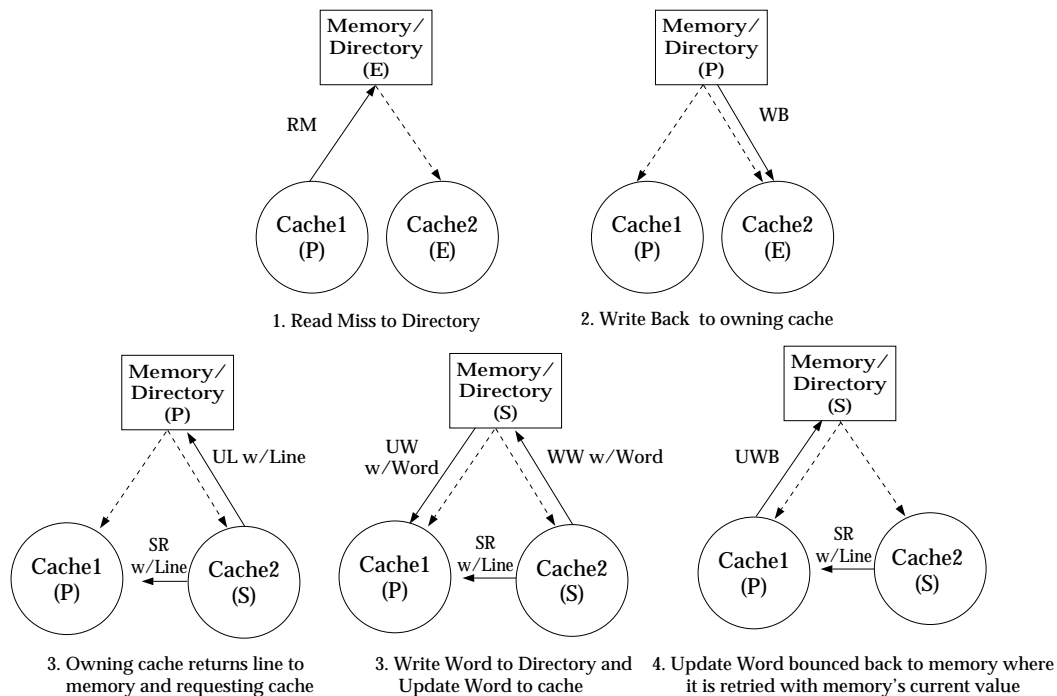 Memory/
Directory
(E)
RM
Cache1
(P)
Cache2
(E)
1. Read Miss to Directory
Memory/
Directory
(P)
WB
Cache1
(P)
Cache2
(E)
2. Write Back to owning cache
Memory/
Directory
(P)
UL w/Line
Cache1
(P)
SR
w/Line
Cache2
(S)
3. Owning cache returns line to
memory and requesting cache
Memory/
Directory
(S)
UW
w/Word
WW w/Word
Cache1
(P)
SR
w/Line
Cache2
(S)
3. Write Word to Directory and
Update Word to cache
Memory/
Directory
(S)
UWB
Cache1
(P)
SR
w/Line
Cache2
(S)
4. Update Word bounced back to memory where
it is retried with memory's current value